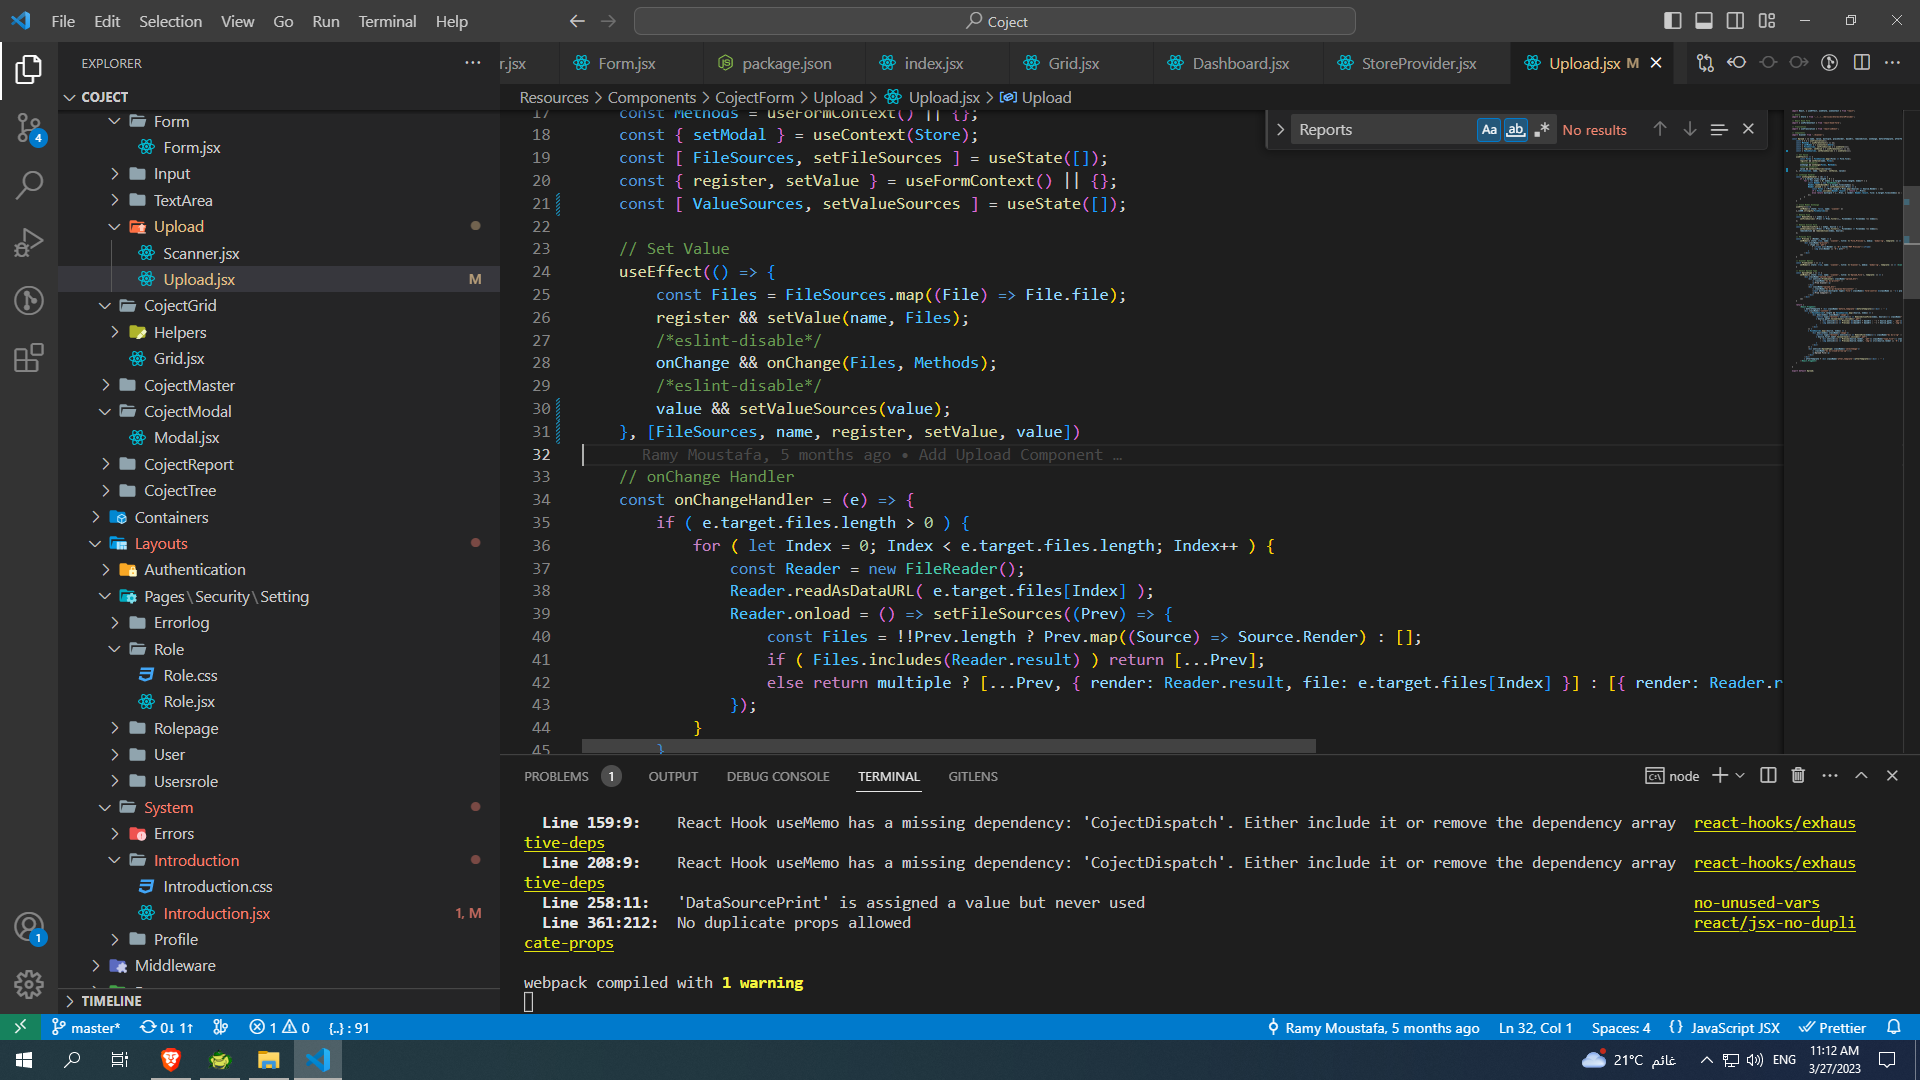 File Edit Selection View Go Run Terminal Help
Coject
EXPLORER
r.jsx Form.jsx package.json index.jsx Grid.jsx Dashboard.jsx StoreProvider.jsx Upload.jsx M
COJECT
Resources > Components > CojectForm > Upload > Upload.jsx > Upload
Form
Form.jsx
Input
TextArea
Upload
Scanner.jsx
Upload.jsx M
CojectGrid
Helpers
Grid.jsx
CojectMaster
CojectModal
Modal.jsx
CojectReport
CojectTree
Containers
Layouts
Authentication
Pages\Security\Setting
Errorlog
Role
Role.css
Role.jsx
Rolepage
User
Usersrole
System
Errors
Introduction
Introduction.css
Introduction.jsx 1, M
Profile
Middleware
TIMELINE
4
1
Reports Aa ab .* No results
17 const Methods = useFormContext() || {};
18 const { setModal } = useContext(Store);
19 const [ FileSources, setFileSources ] = useState([]);
20 const { register, setValue } = useFormContext() || {};
21 const [ ValueSources, setValueSources ] = useState([]);
22
23 // Set Value
24 useEffect(() => {
25 const Files = FileSources.map((File) => File.file);
26 register && setValue(name, Files);
27 /*eslint-disable*/
28 onChange && onChange(Files, Methods);
29 /*eslint-disable*/
30 value && setValueSources(value);
31 }, [FileSources, name, register, setValue, value])
32 Ramy Moustafa, 5 months ago • Add Upload Component …
33 // onChange Handler
34 const onChangeHandler = (e) => {
35 if ( e.target.files.length > 0 ) {
36 for ( let Index = 0; Index < e.target.files.length; Index++ ) {
37 const Reader = new FileReader();
38 Reader.readAsDataURL( e.target.files[Index] );
39 Reader.onload = () => setFileSources((Prev) => {
40 const Files = !!Prev.length ? Prev.map((Source) => Source.Render) : [];
41 if ( Files.includes(Reader.result) ) return [...Prev];
42 else return multiple ? [...Prev, { render: Reader.result, file: e.target.files[Index] }] : [{ render: Reader.r
43 });
44 }
45 }
PROBLEMS 1 OUTPUT DEBUG CONSOLE TERMINAL GITLENS
node
Line 159:9: React Hook useMemo has a missing dependency: 'CojectDispatch'. Either include it or remove the dependency array react-hooks/exhaus
tive-deps
Line 208:9: React Hook useMemo has a missing dependency: 'CojectDispatch'. Either include it or remove the dependency array react-hooks/exhaus
tive-deps
Line 258:11: 'DataSourcePrint' is assigned a value but never used no-unused-vars
Line 361:212: No duplicate props allowed react/jsx-no-dupli
cate-props
webpack compiled with 1 warning
master* 0↓ 1↑ 1 0 {..} : 91
Ramy Moustafa, 5 months ago Ln 32, Col 1 Spaces: 4 {} JavaScript JSX Prettier
21°C غائم ENG
11:12 AM
3/27/2023